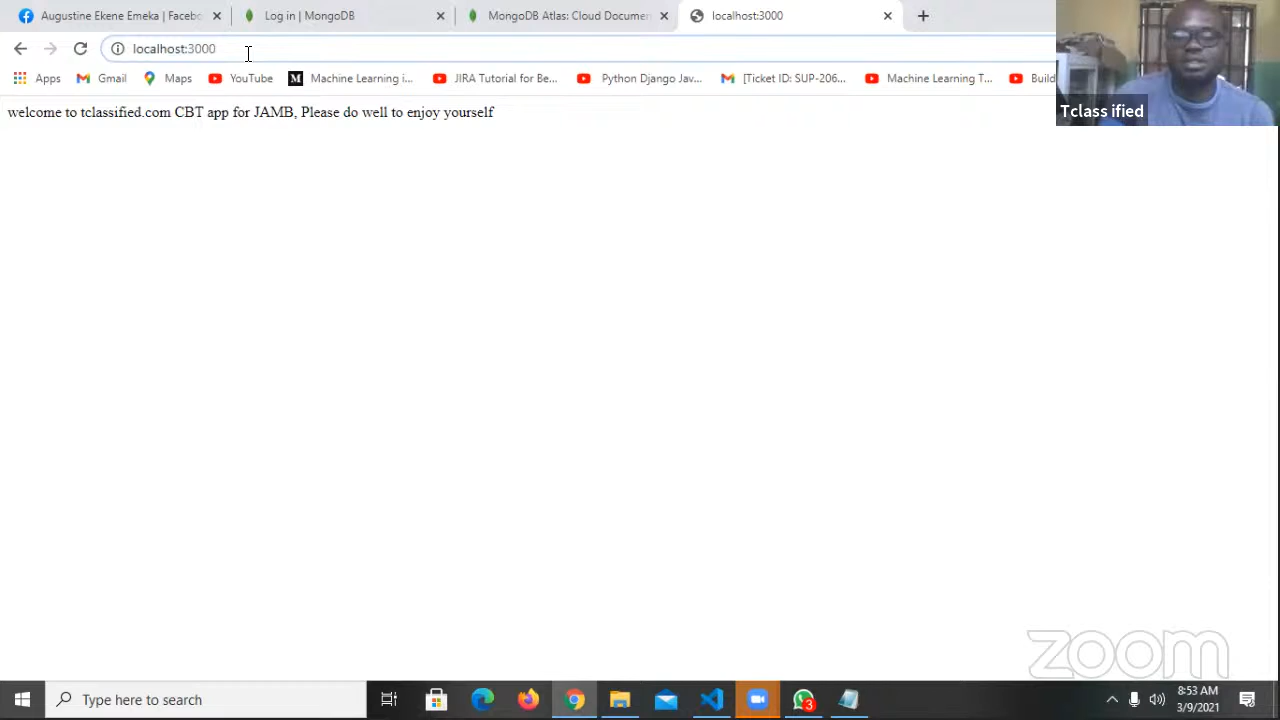 Augustine Ekene Emeka | Facebo
Log in | MongoDB
MongoDB Atlas: Cloud Documen
localhost:3000
localhost:3000
Apps
Gmail
Maps
YouTube
M
Machine Learning i...
JIRA Tutorial for Be...
Python Django Jav...
[Ticket ID: SUP-206...
Machine Learning T...
Build
welcome to tclassified.com CBT app for JAMB, Please do well to enjoy yourself
Tclass ified
zoom
Type here to search
3
8:53 AM
3/9/2021